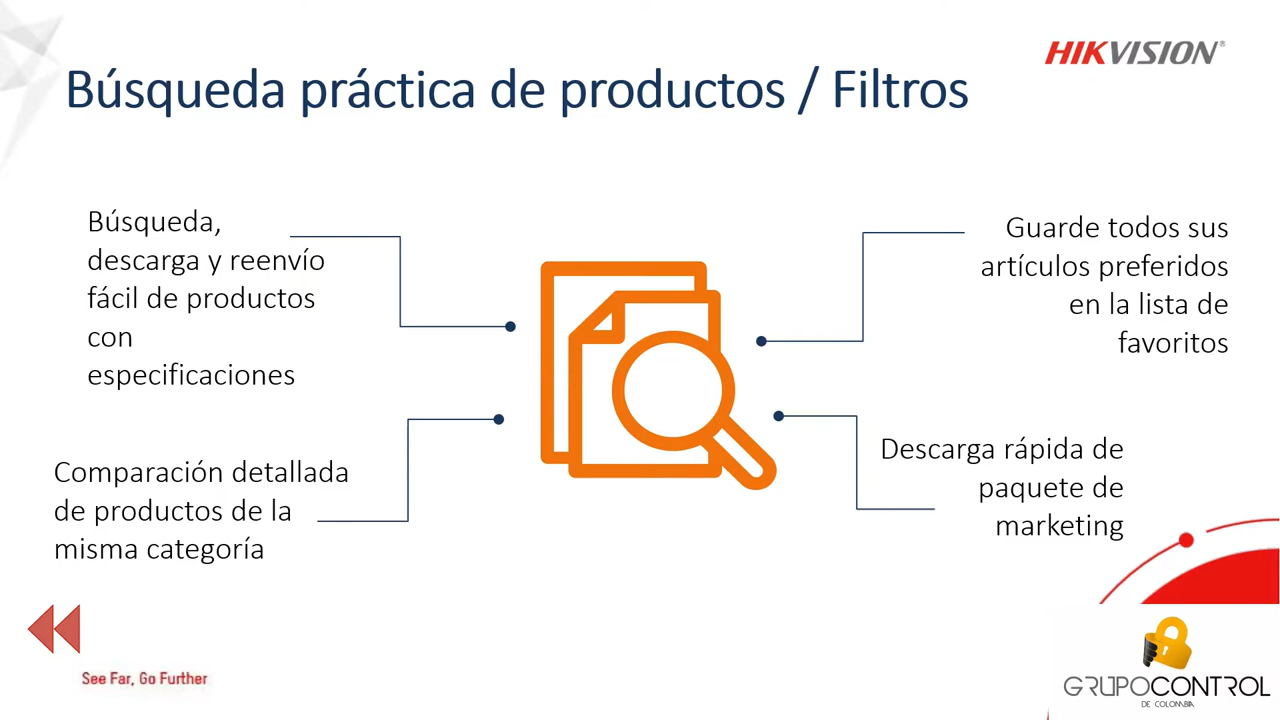 HIKVISION®
Búsqueda práctica de productos / Filtros
Búsqueda,
descarga y reenvío
fácil de productos
con
especificaciones
Guarde todos sus
artículos preferidos
en la lista de
favoritos
Comparación detallada
de productos de la
misma categoría
Descarga rápida de
paquete de
marketing
See Far, Go Further
GRUPOCONTROL
DE COLOMBIA